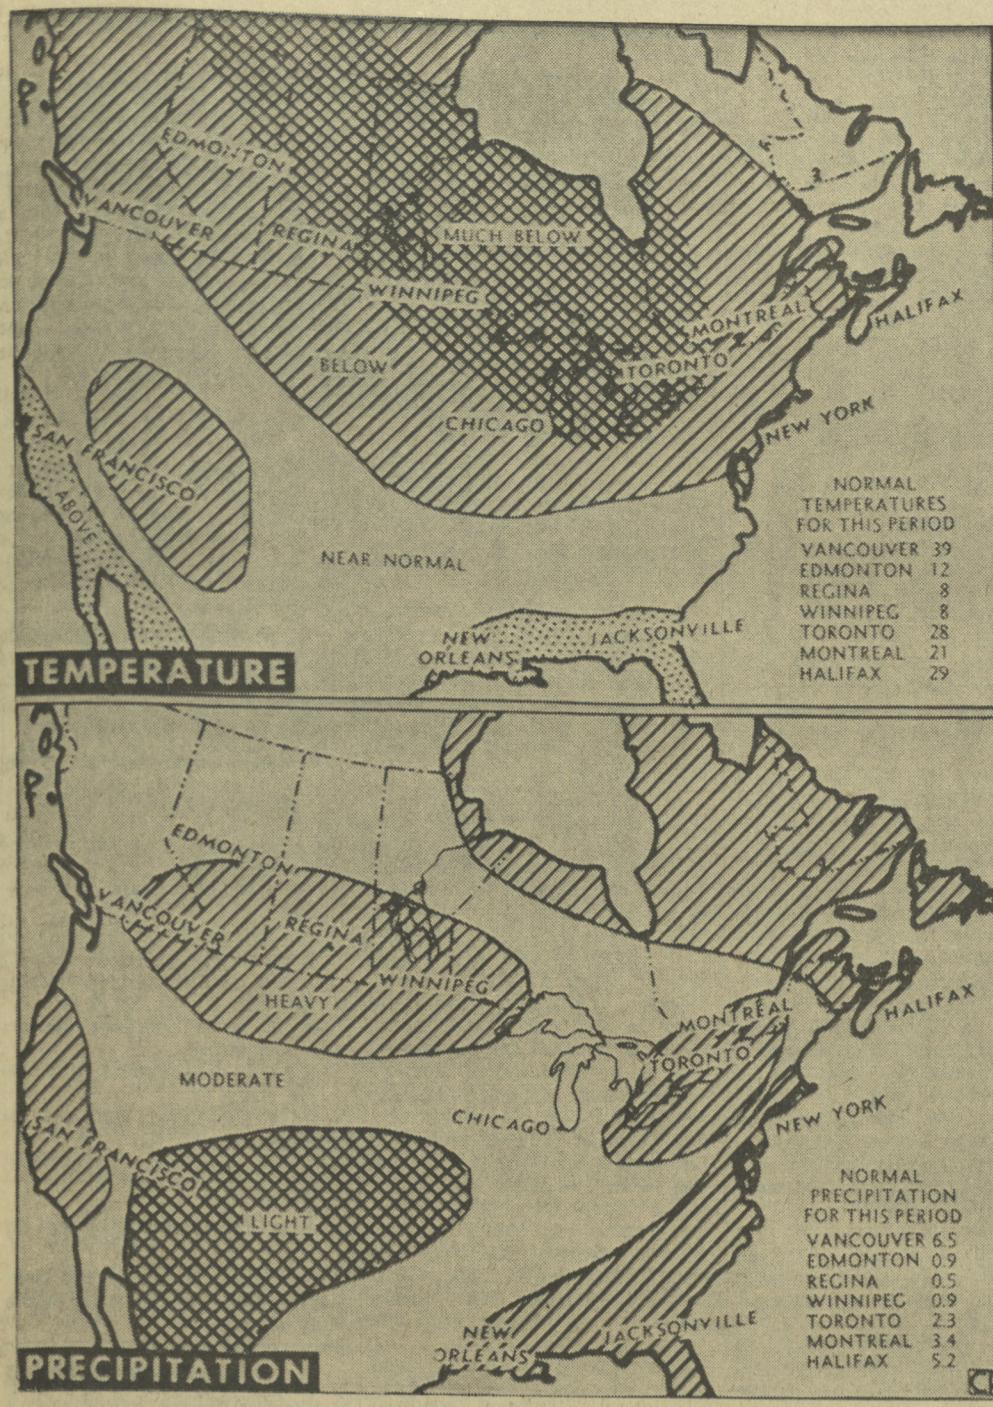 EDMONTON
VANCOUVER
REGINA
MUCH BELOW
WINNIPEG
MONTREAL
HALIFAX
TORONTO
BELOW
CHICAGO
NEW YORK
SAN FRANCISCO
ABOVE
NEAR NORMAL
NEW
ORLEANS
JACKSONVILLE
NORMAL
TEMPERATURES
FOR THIS PERIOD
VANCOUVER 39
EDMONTON 12
REGINA 8
WINNIPEG 8
TORONTO 28
MONTREAL 21
HALIFAX 29
TEMPERATURE
EDMONTON
VANCOUVER
REGINA
WINNIPEG
HEAVY
HALIFAX
MONTREAL
TORONTO
MODERATE
CHICAGO
NEW YORK
SAN FRANCISCO
LIGHT
NEW
ORLEANS
JACKSONVILLE
NORMAL
PRECIPITATION
FOR THIS PERIOD
VANCOUVER 6.5
EDMONTON 0.9
REGINA 0.5
WINNIPEG 0.9
TORONTO 2.3
MONTREAL 3.4
HALIFAX 5.2
PRECIPITATION